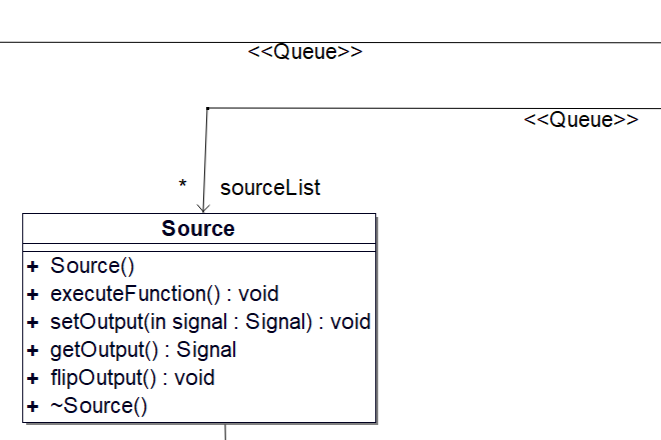 <<Queue>>
<<Queue>>
* sourceList
Source
+ Source()
+ executeFunction() : void
+ setOutput(in signal : Signal) : void
+ getOutput() : Signal
+ flipOutput() : void
+ ~Source()